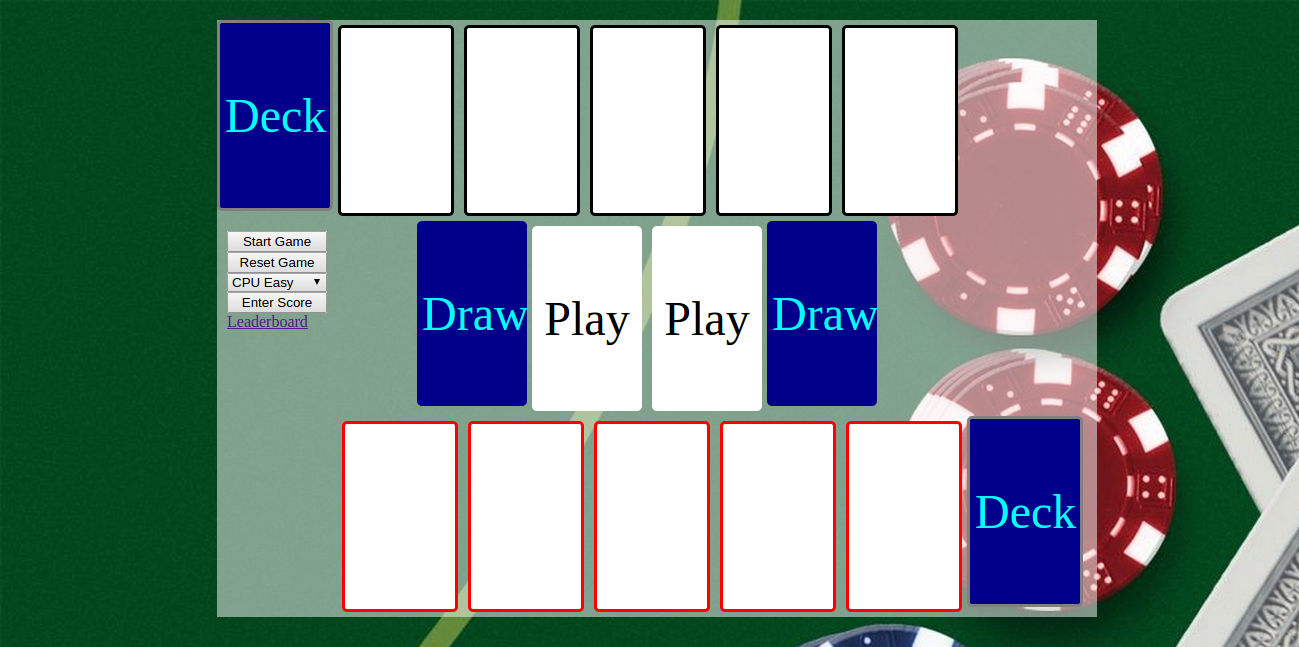 Deck
Start Game
Reset Game
CPU Easy
Enter Score
Leaderboard
Draw
Play
Play
Draw
Deck